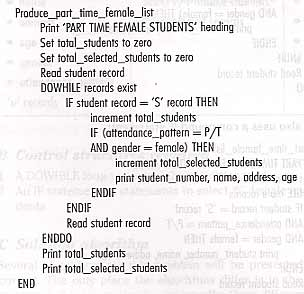 Produce_part_time_female_list
Print 'PART TIME FEMALE STUDENTS' heading
Set total_students to zero
Set total_selected_students to zero
Read student record
DOWHILE records exist
IF student record = 'S' record THEN
increment total_students
IF (attendance_pattern = P/T
AND gender = female) THEN
increment total_selected_students
print student_number, name, address, age
ENDIF
ENDIF
Read student record
ENDDO
Print total_students
Print total_selected_students
END